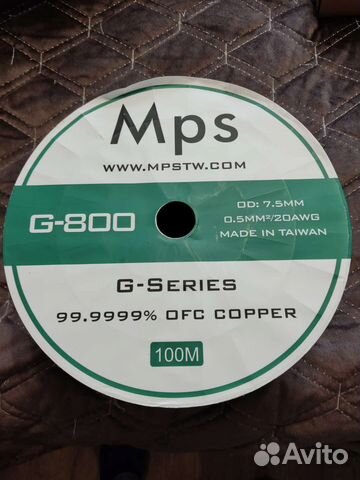 Mps
WWW.MPSTW.COM
G-800
OD: 7.5MM
0.5MM²/20AWG
MADE IN TAIWAN
G-SERIES
99.9999% OFC COPPER
100M
Avito